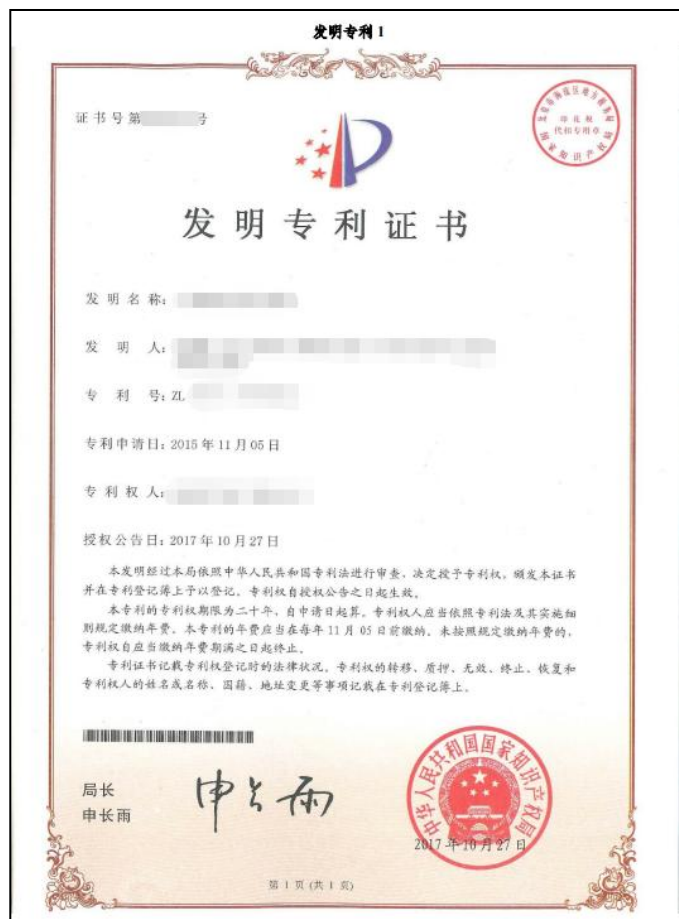 发明专利 1
证书号第
号
发明专利证书
发明名称:
发明人:
专利号: ZL
专利申请日: 2015年11月05日
专利权人:
授权公告日: 2017年10月27日
本发明经过本局依照中华人民共和国专利法进行审查，决定授予专利权，颁发本证书
并在专利登记簿上予以登记。专利权自授权公告之日起生效。
本专利的专利权期限为二十年，自申请日起算。专利权人应当依照专利法及其实施细
则规定缴纳年费。本专利的年费应当在每年11月05日前缴纳。未按照规定缴纳年费的，
专利权自应当缴纳年费期满之日起终止。
专利证书记载专利权登记时的法律状况。专利权的转移、质押、无效、终止、恢复和
专利权人的姓名或名称、国籍、地址变更等事项记载在专利登记簿上。
局长
申长雨
申长雨
中华人民共和国国家知识产权局
2017年10月27日
第1页(共1页)